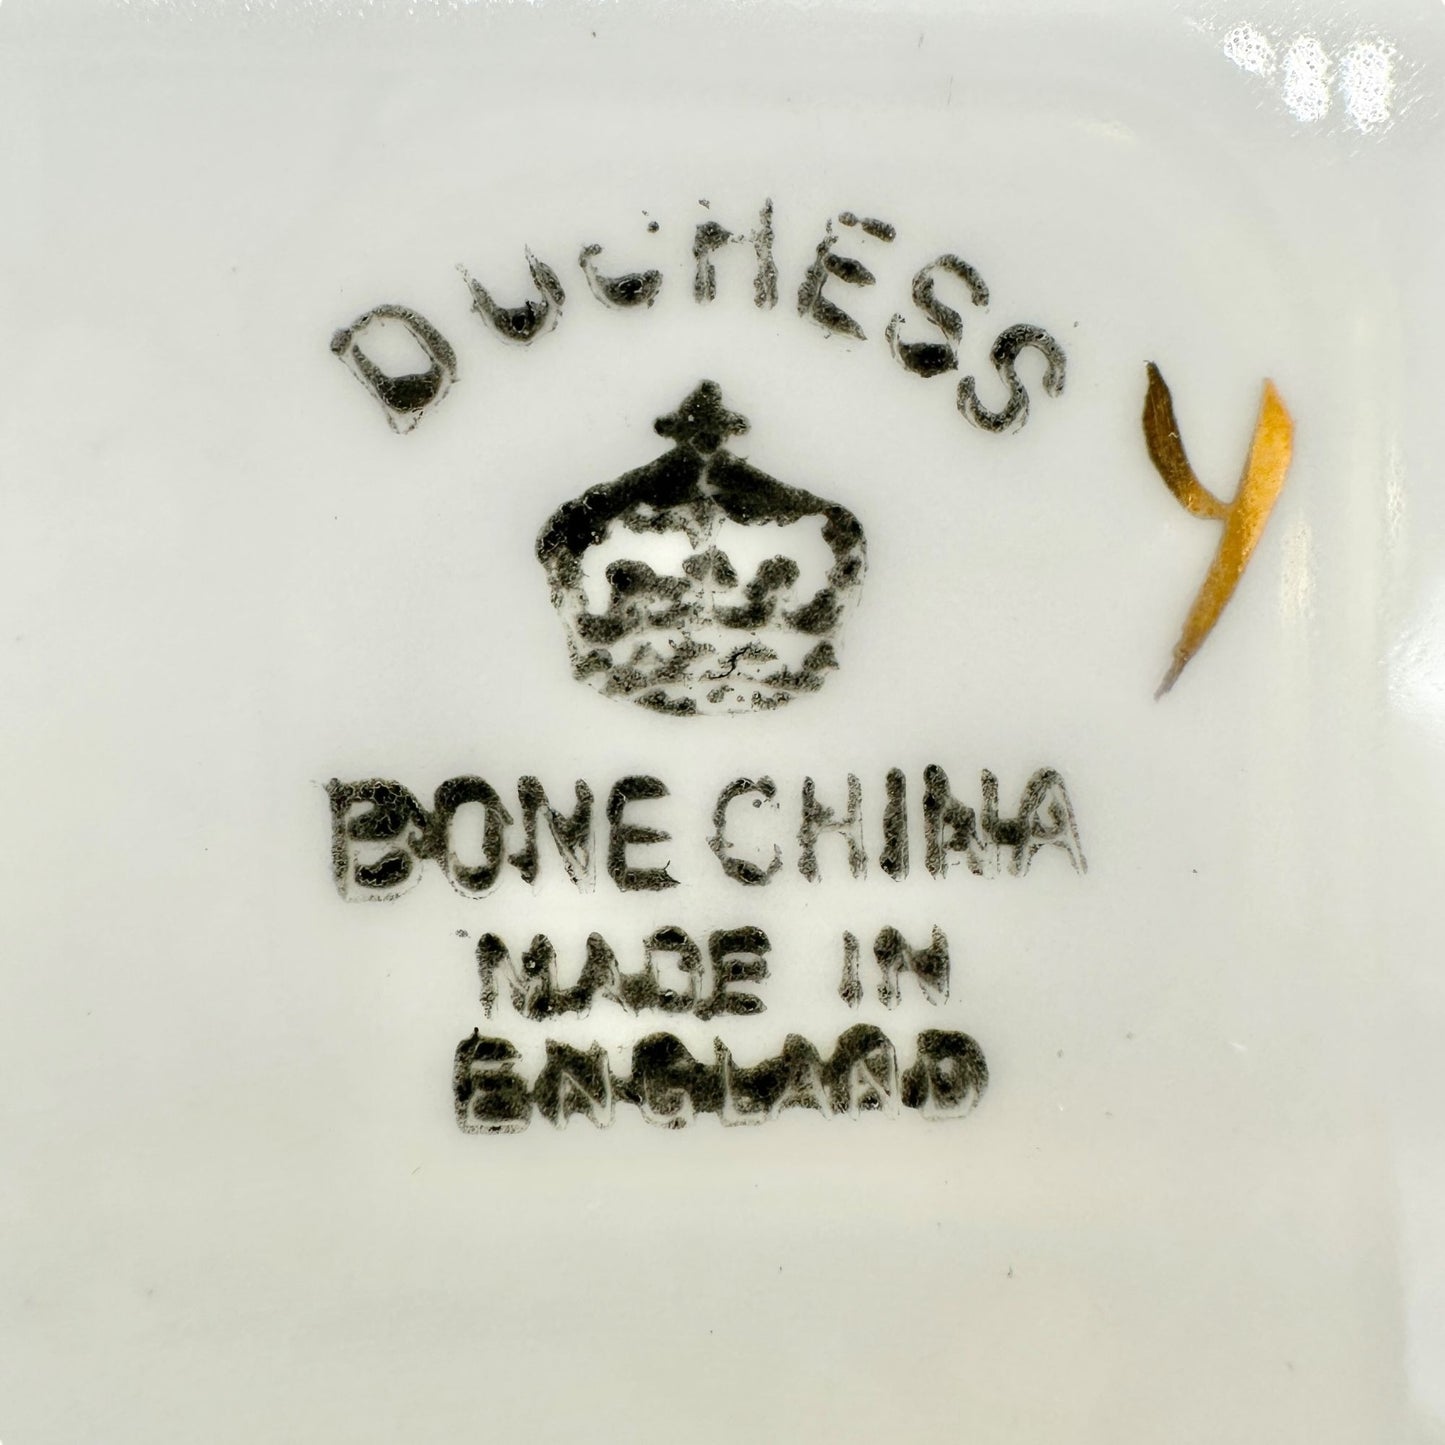 DUCHESS
Y
BONE CHINA
MADE IN
ENGLAND